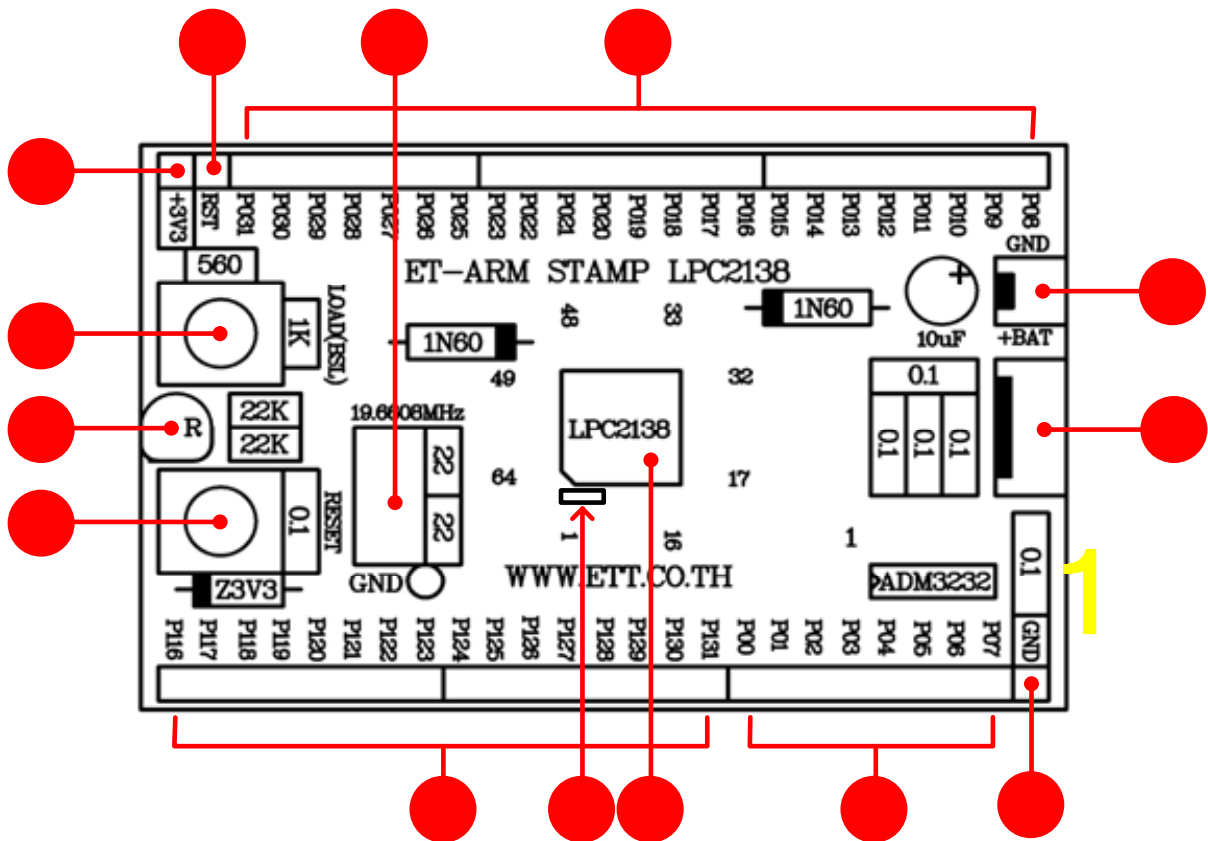 +3V3 RST P031 P030 P029 P028 P027 P026 P025 P023 P022 P021 P020 P019 P018 P017 P016 P015 P014 P013 P012 P011 P010 P09 P08
GND
560
ET-ARM STAMP LPC2138
LOAD(BSL)
1K
1N60
1N60
48
33
10uF
+BAT
49
32
0.1
22K
22K
R
19.6608MHz
22
22
LPC2138
0.1
0.1
0.1
64
17
RESET
0.1
1
16
1
0.1
1
Z3V3
GND
WWW.ETT.CO.TH
ADM3232
P116 P117 P118 P119 P120 P121 P122 P123 P124 P125 P126 P127 P128 P129 P130 P131 P00 P01 P02 P03 P04 P05 P06 P07 GND